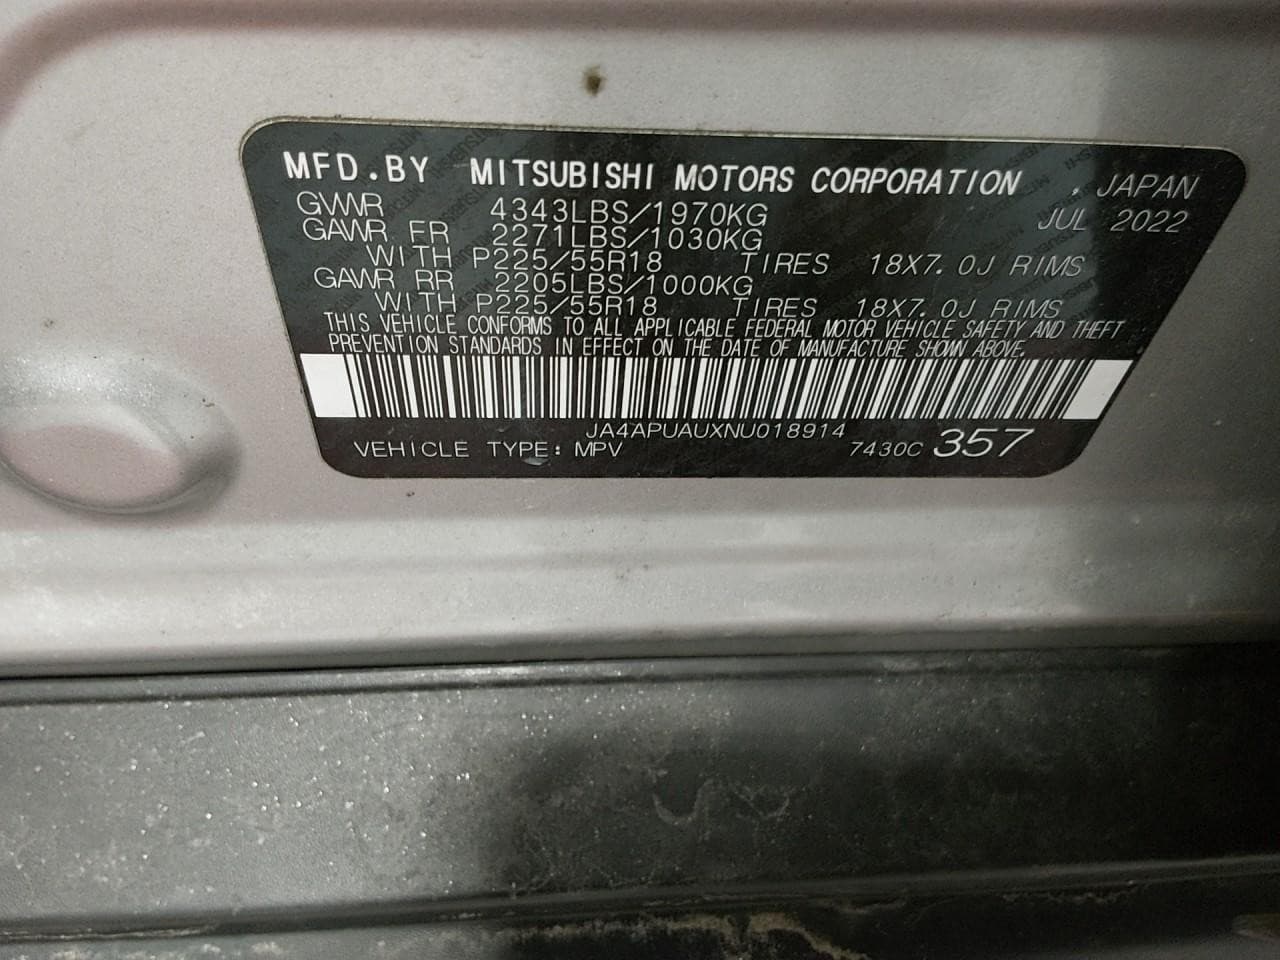 MFD.BY MITSUBISHI MOTORS CORPORATION , JAPAN
GVWR 4343LBS/1970KG JUL 2022
GAWR FR 2271LBS/1030KG
WITH P225/55R18 TIRES 18X7.0J RIMS
GAWR RR 2205LBS/1000KG
WITH P225/55R18 TIRES 18X7.0J RIMS
THIS VEHICLE CONFORMS TO ALL APPLICABLE FEDERAL MOTOR VEHICLE SAFETY AND THEFT
PREVENTION STANDARDS IN EFFECT ON THE DATE OF MANUFACTURE SHOWN ABOVE.
JA4APUAUXNU018914
VEHICLE TYPE: MPV 7430C 357